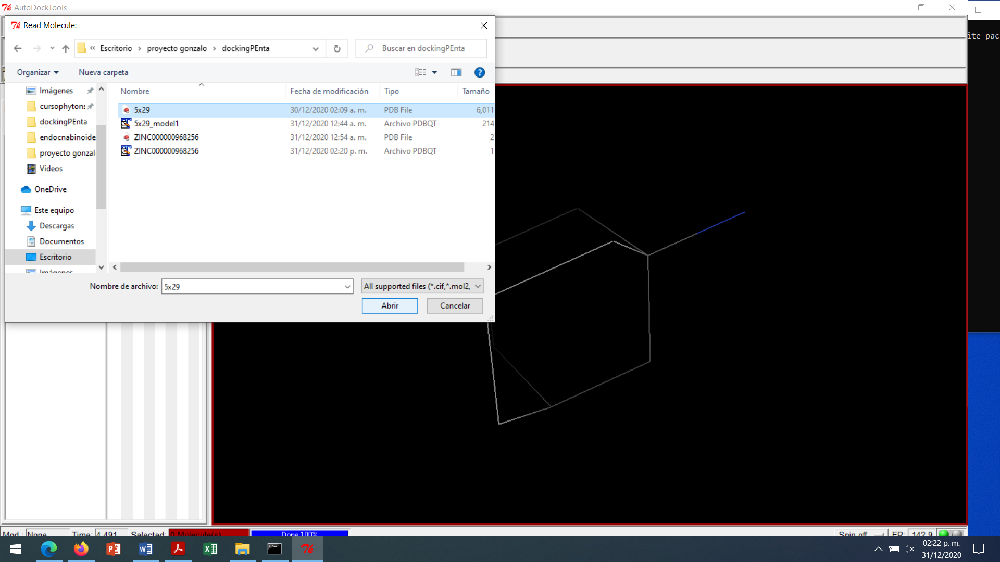 AutoDockTools
Read Molecule:
ite-pac
« Escritorio › proyecto gonzalo › dockingPEnta
Buscar en dockingPEnta
Organizar
Nueva carpeta
Nombre
Fecha de modificación
Tipo
Tamaño
Imágenes
cursophytons
dockingPEnta
endocnabinoide
proyecto gonzal
Videos
OneDrive
Este equipo
Descargas
Documentos
Escritorio
Imágenes
5x29 30/12/2020 02:09 a. m. PDB File 6,011
5x29_model1 31/12/2020 12:44 a. m. Archivo PDBQT 214
ZINC000000968256 31/12/2020 12:54 a. m. PDB File 2
ZINC000000968256 31/12/2020 02:20 p. m. Archivo PDBQT 1
Nombre de archivo: 5x29
All supported files (*.cif,*.mol2,
Abrir
Cancelar
Mod.: None Time: 4.491 Selected: 0 Molecule(s) Done 100% Spin off FR: 142.9
02:22 p. m.
31/12/2020